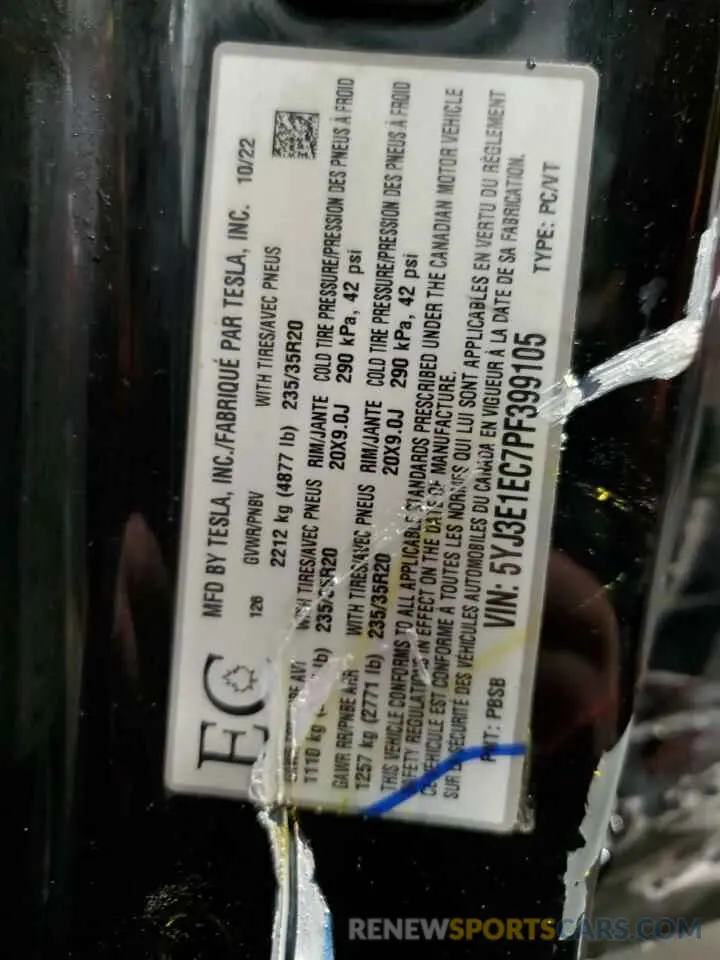 EC
MFD BY TESLA, INC./FABRIQUÉ PAR TESLA, INC. 10/22
126 GVWR/PNBV WITH TIRES/AVEC PNEUS
2212 kg (4877 lb) 235/35R20
WITH TIRES/AVEC PNEUS RIM/JANTE COLD TIRE PRESSURE/PRESSION DES PNEUS À FROID
1110 kg lb) 235/35R20 20X9.0J 290 kPa, 42 psi
GAWR RR/PNBE ARR WITH TIRES/AVEC PNEUS RIM/JANTE COLD TIRE PRESSURE/PRESSION DES PNEUS À FROID
1257 kg (2771 lb) 235/35R20 20X9.0J 290 kPa, 42 psi
THIS VEHICLE CONFORMS TO ALL APPLICABLE STANDARDS PRESCRIBED UNDER THE CANADIAN MOTOR VEHICLE
SAFETY REGULATIONS IN EFFECT ON THE DATE OF MANUFACTURE.
CE VÉHICULE EST CONFORME À TOUTES LES NORMES QUI LUI SONT APPLICABLES EN VERTU DU RÈGLEMENT
SUR LA SÉCURITÉ DES VÉHICULES AUTOMOBILES DU CANADA EN VIGUEUR À LA DATE DE SA FABRICATION.
PNT: PBSB VIN: 5YJ3E1EC7PF399105 TYPE: PC/VT
RENEWSPORTSCARS.COM